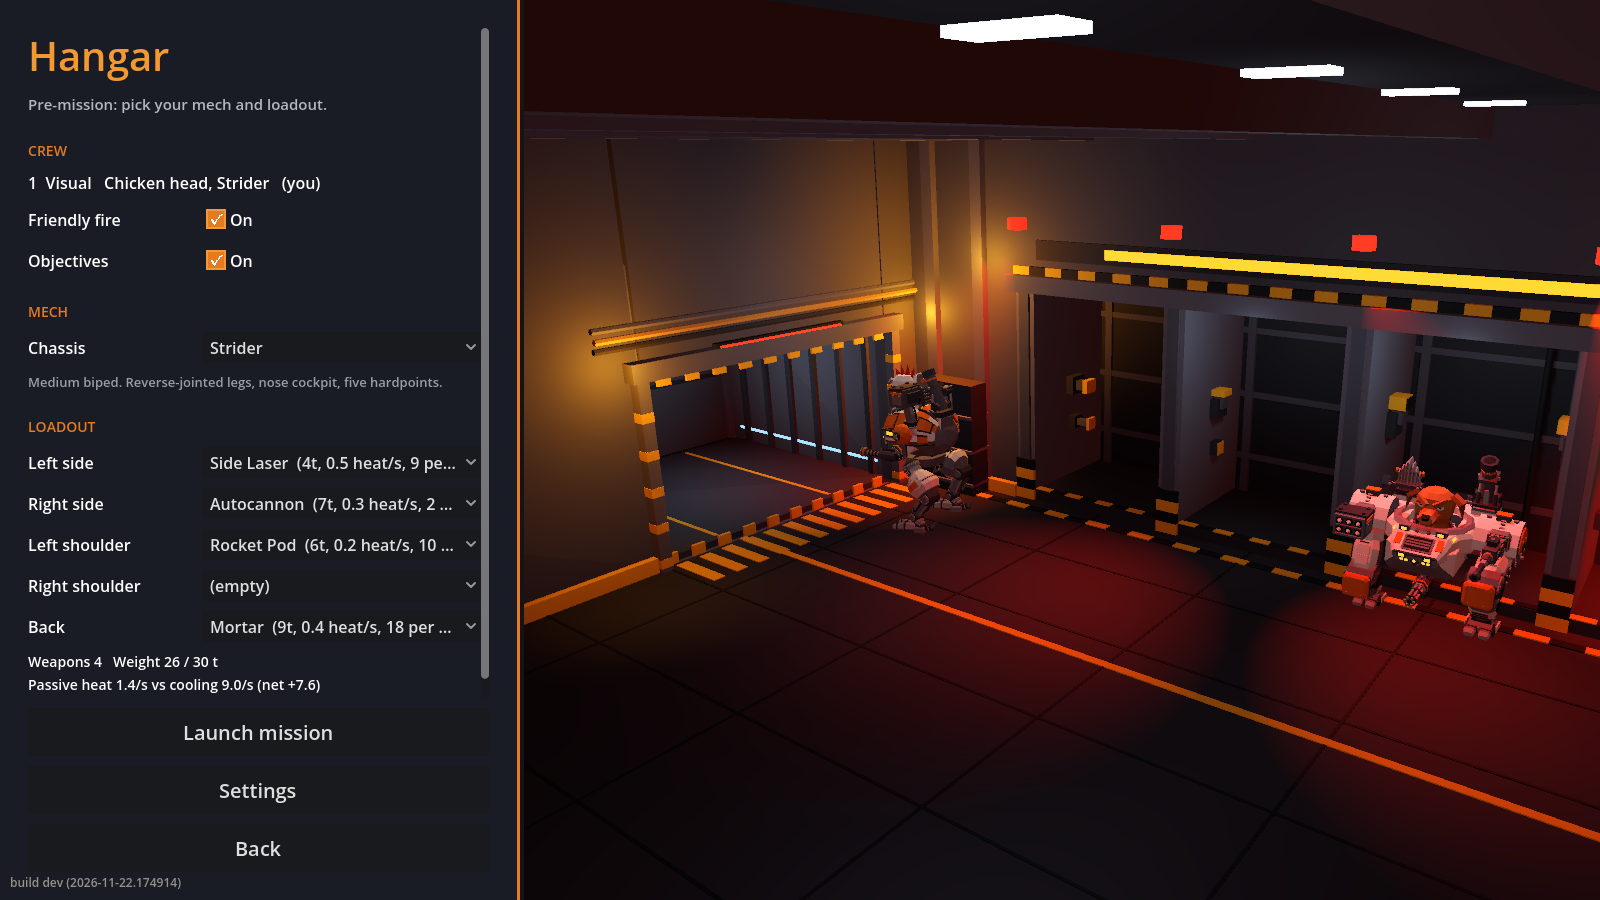 Hangar
Pre-mission: pick your mech and loadout.
CREW
1 Visual Chicken head, Strider (you)
Friendly fire On
Objectives On
MECH
Chassis Strider
Medium biped. Reverse-jointed legs, nose cockpit, five hardpoints.
LOADOUT
Left side Side Laser (4t, 0.5 heat/s, 9 pe...
Right side Autocannon (7t, 0.3 heat/s, 2 ...
Left shoulder Rocket Pod (6t, 0.2 heat/s, 10 ...
Right shoulder (empty)
Back Mortar (9t, 0.4 heat/s, 18 per ...
Weapons 4 Weight 26 / 30 t
Passive heat 1.4/s vs cooling 9.0/s (net +7.6)
Launch mission
Settings
Back
build dev (2026-11-22.174914)